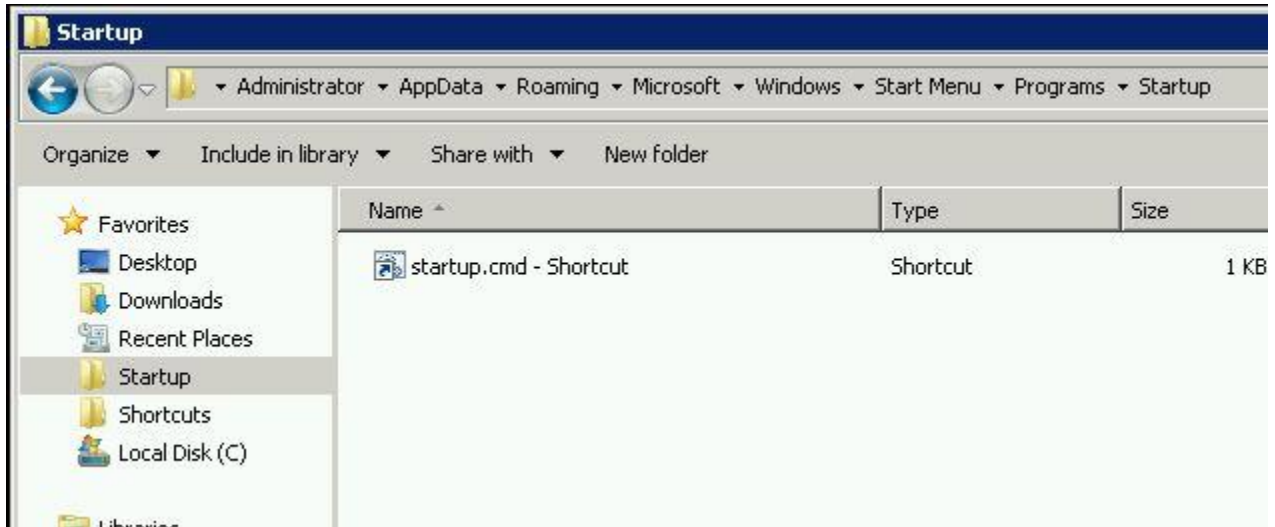 Startup
Administrator AppData Roaming Microsoft Windows Start Menu Programs Startup
Organize Include in library Share with New folder
Name Type Size
Favorites
Desktop
Downloads
Recent Places
Startup
Shortcuts
Local Disk (C)
Libraries
startup.cmd - Shortcut Shortcut 1 KB